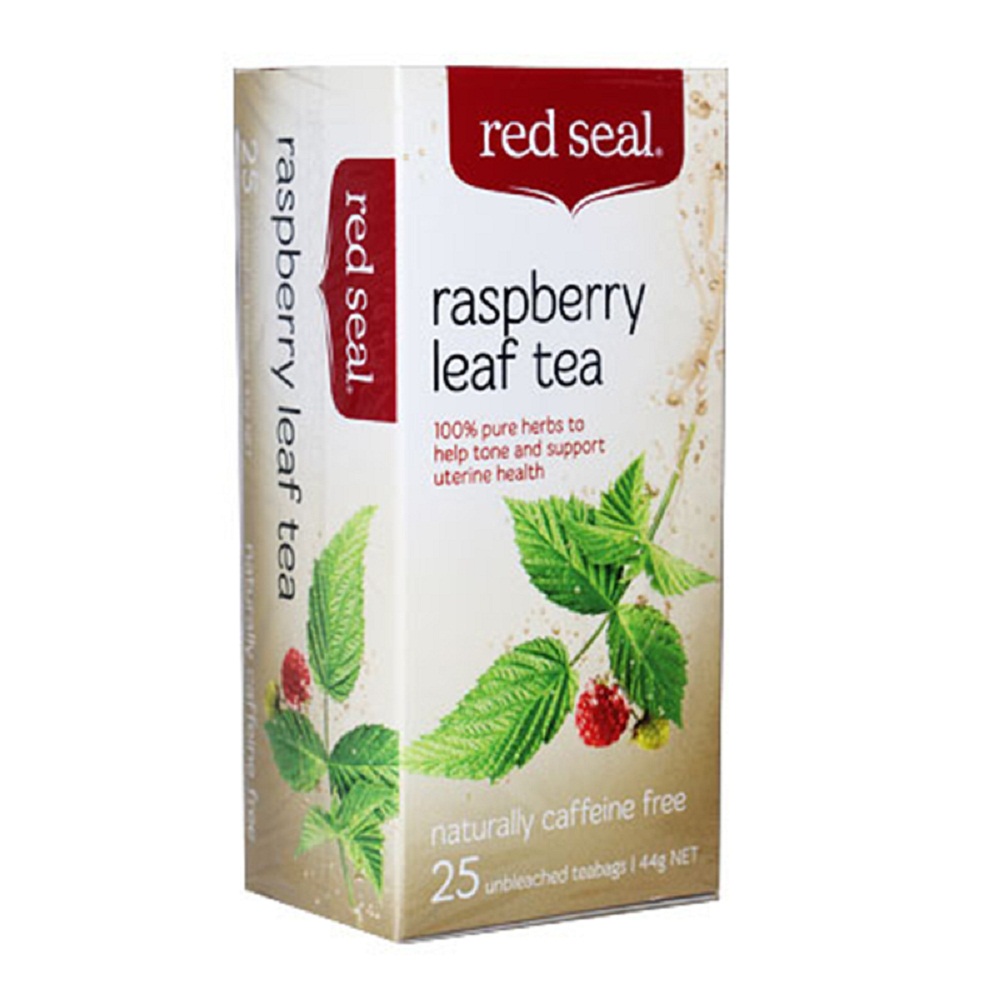 red seal®
raspberry
leaf tea
100% pure herbs to
help tone and support
uterine health
naturally caffeine free
25 unbleached teabags | 44g NET
red seal®
raspberry leaf tea
25
naturally caffeine free